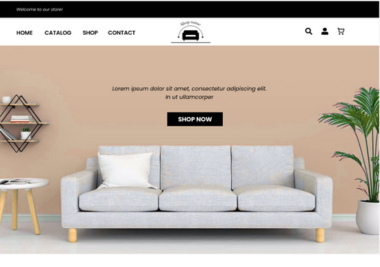 Welcome to our store!
HOME CATALOG SHOP CONTACT
Lorem ipsum dolor sit amet, consectetur adipiscing elit.
In ut ullamcorper
SHOP NOW